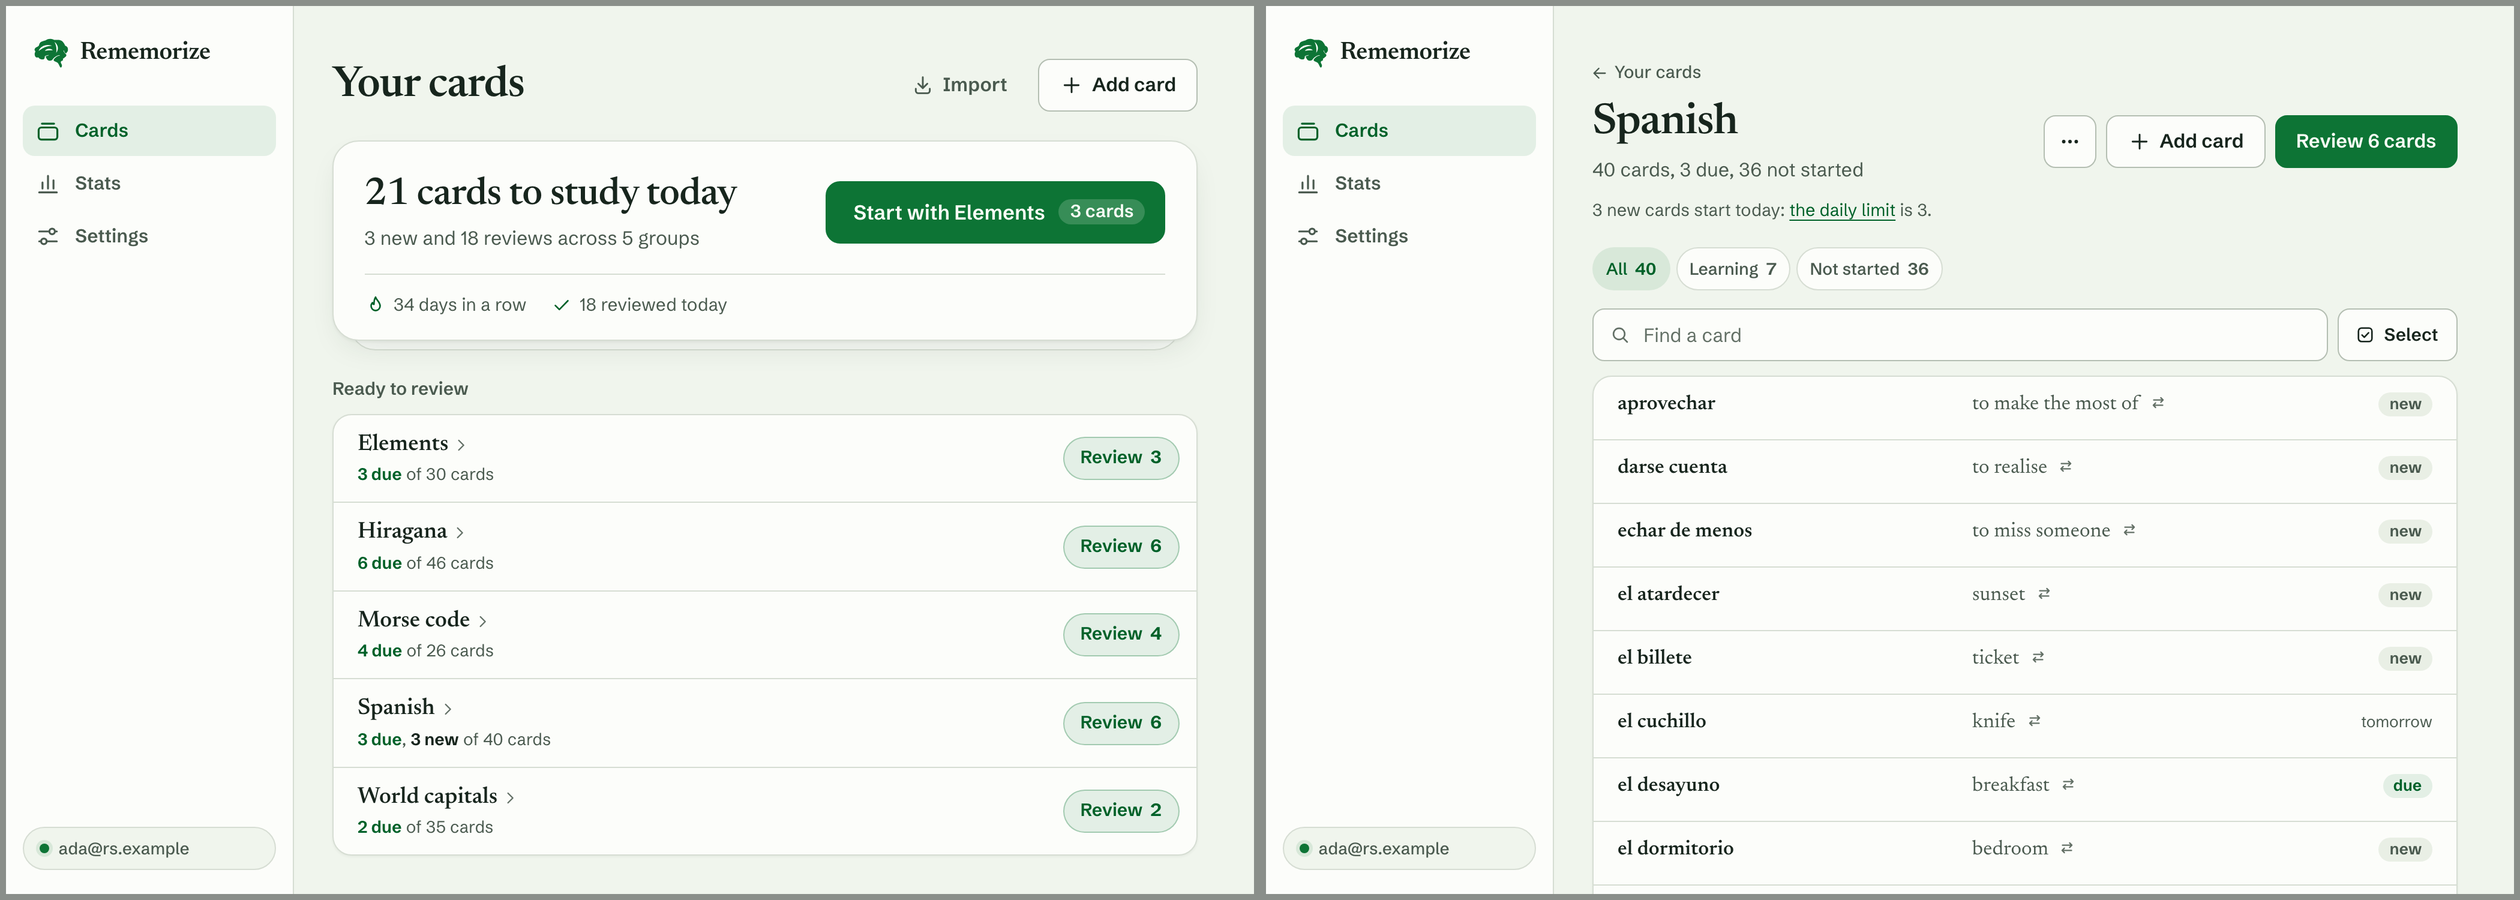 Rememorize
Cards
Stats
Settings
ada@rs.example
Your cards
Import
Add card
21 cards to study today
3 new and 18 reviews across 5 groups
Start with Elements 3 cards
34 days in a row
18 reviewed today
Ready to review
Elements
3 due of 30 cards
Review 3
Hiragana
6 due of 46 cards
Review 6
Morse code
4 due of 26 cards
Review 4
Spanish
3 due, 3 new of 40 cards
Review 6
World capitals
2 due of 35 cards
Review 2
Rememorize
Cards
Stats
Settings
ada@rs.example
← Your cards
Spanish
40 cards, 3 due, 36 not started
3 new cards start today: the daily limit is 3.
Add card
Review 6 cards
All 40
Learning 7
Not started 36
Find a card
Select
aprovechar to make the most of new
darse cuenta to realise new
echar de menos to miss someone new
el atardecer sunset new
el billete ticket new
el cuchillo knife tomorrow
el desayuno breakfast due
el dormitorio bedroom new